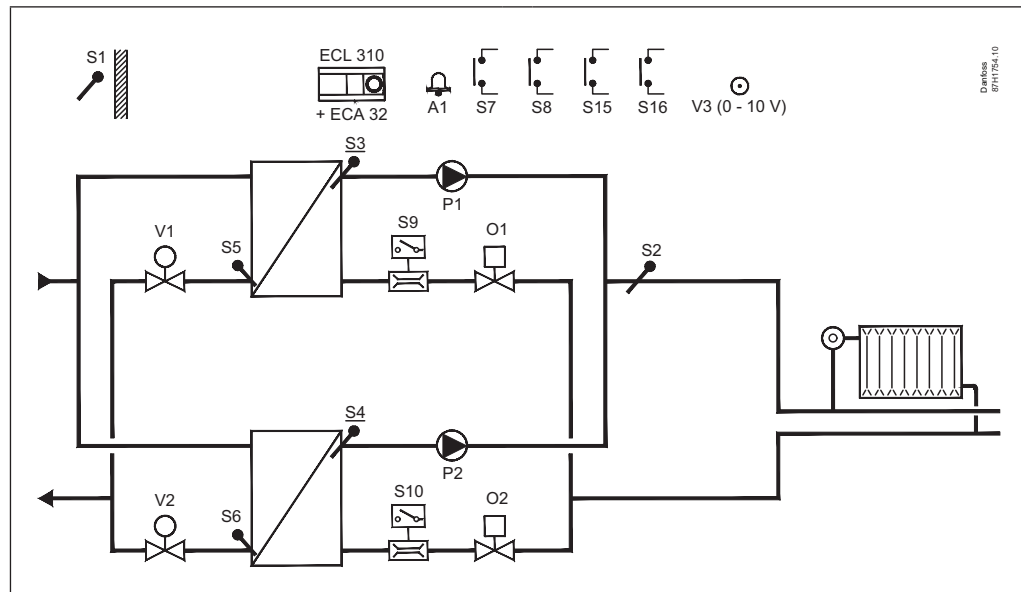 S1
ECL 310
+ ECA 32
A1
S7
S8
S15
S16
V3 (0 - 10 V)
Danfoss
87H1754.10
S3
P1
V1
S5
S9
O1
S2
S4
P2
V2
S6
S10
O2